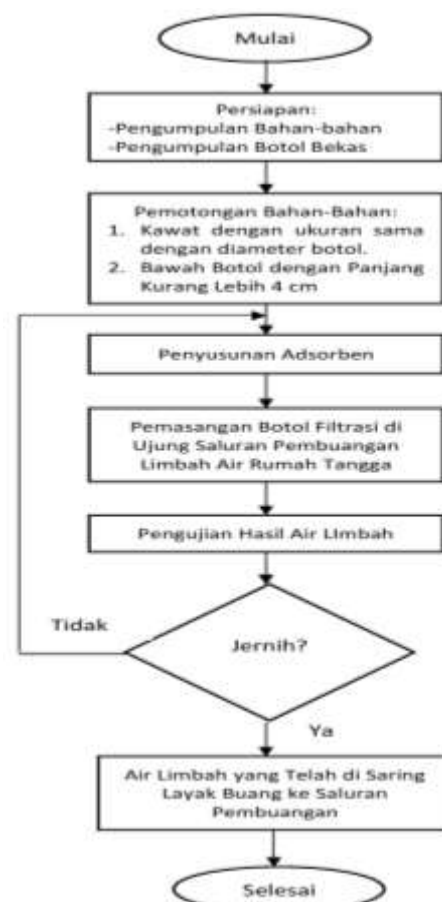 Mulai
Persiapan:
-Pengumpulan Bahan-bahan
-Pengumpulan Botol Bekas
Pemotongan Bahan-Bahan:
1. Kawat dengan ukuran sama
dengan diameter botol.
2. Bawah Botol dengan Panjang
Kurang Lebih 4 cm
Penyusunan Adsorben
Pemasangan Botol Filtrasi di
Ujung Saluran Pembuangan
Limbah Air Rumah Tangga
Pengujian Hasil Air LImbah
Tidak
Jernih?
Ya
Air Limbah yang Telah di Saring
Layak Buang ke Saluran
Pembuangan
Selesai